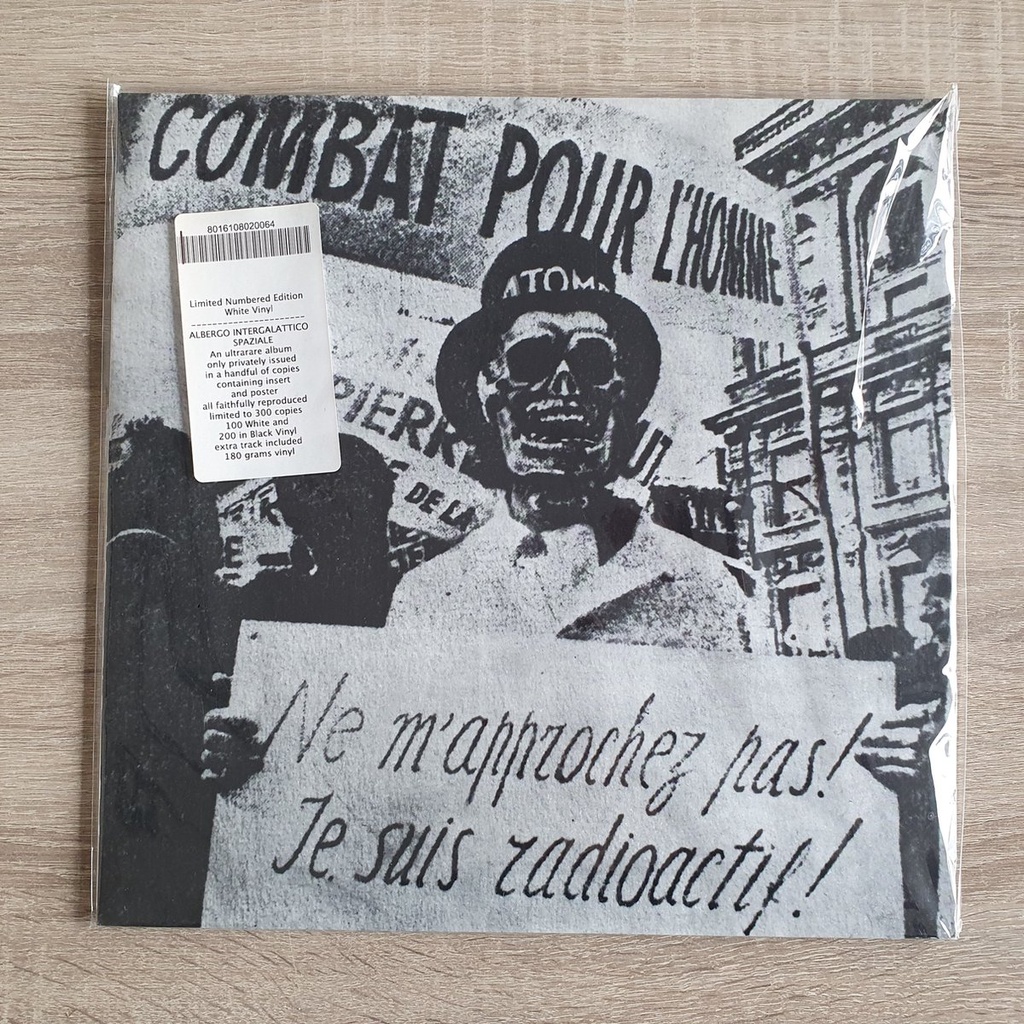 COMBAT POUR L'HOMME
8016108020064
Limited Numbered Edition
White Vinyl
ALBERGO INTERGALATTICO
SPAZIALE
An ultrarare album
only privately issued
in a handful of copies
containing insert
and poster
all faithfully reproduced
limited to 300 copies
100 White and
200 in Black Vinyl
extra track included
180 grams vinyl
ATOM
PIERR
DE LA
Ne m'approchez pas!
Je suis radioactif!